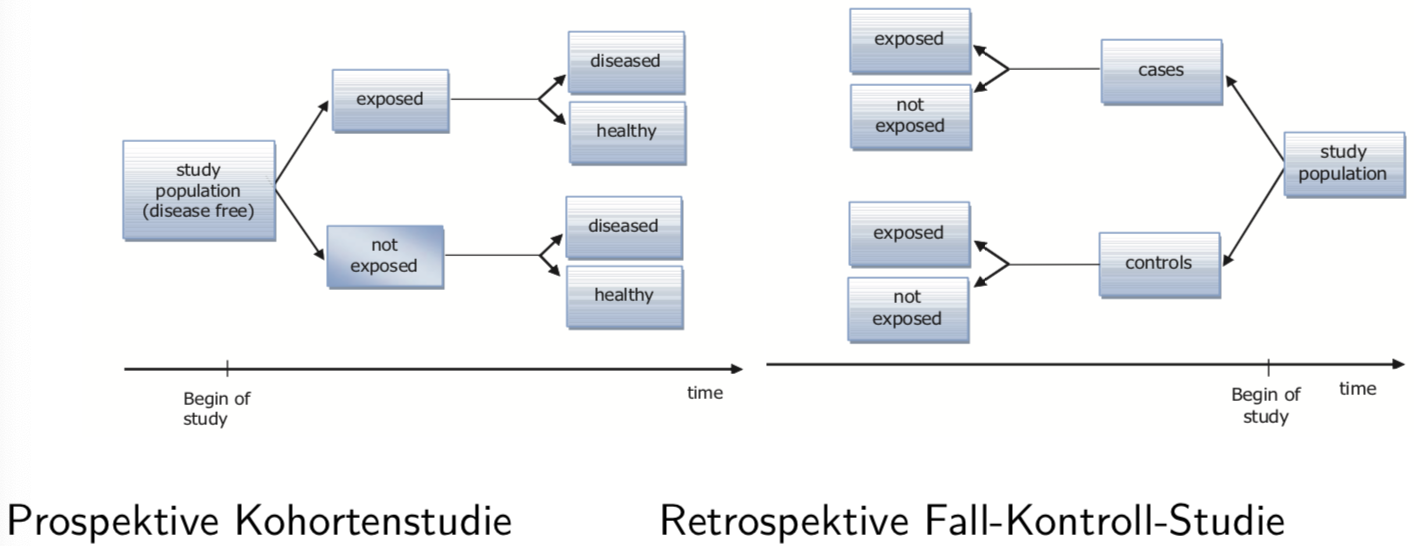 study
population
(disease free)
exposed
not
exposed
diseased
healthy
diseased
healthy
Begin of
study
time
exposed
not
exposed
exposed
not
exposed
cases
controls
study
population
Begin of
study
time
Prospektive Kohortenstudie
Retrospektive Fall-Kontroll-Studie